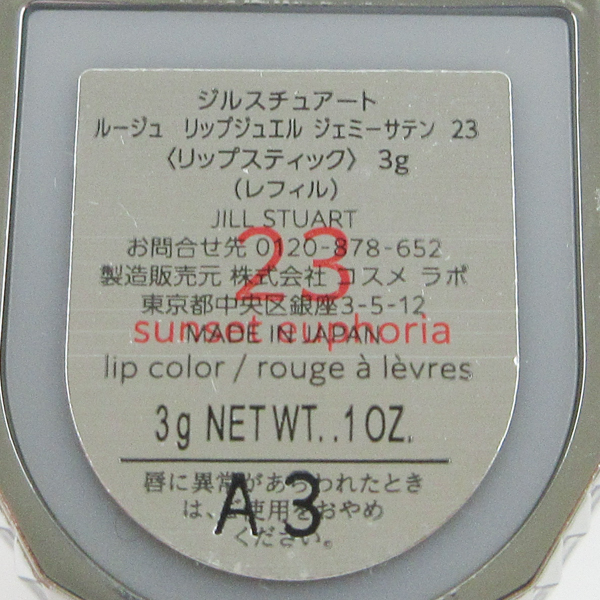 ジルスチュアート
ルージュ リップジュエル ジェミーサテン 23
〈リップスティック〉 3g
(レフィル)
JILL STUART
23
お問合せ先 0120-878-652
製造販売元 株式会社 コスメ ラボ
東京都中央区銀座3-5-12
sunset euphoria
MADE IN JAPAN
lip color / rouge à lèvres
3g NET WT..1 OZ.
唇に異常があらわれたとき
は、ご使用をおやめ
ください。
A3